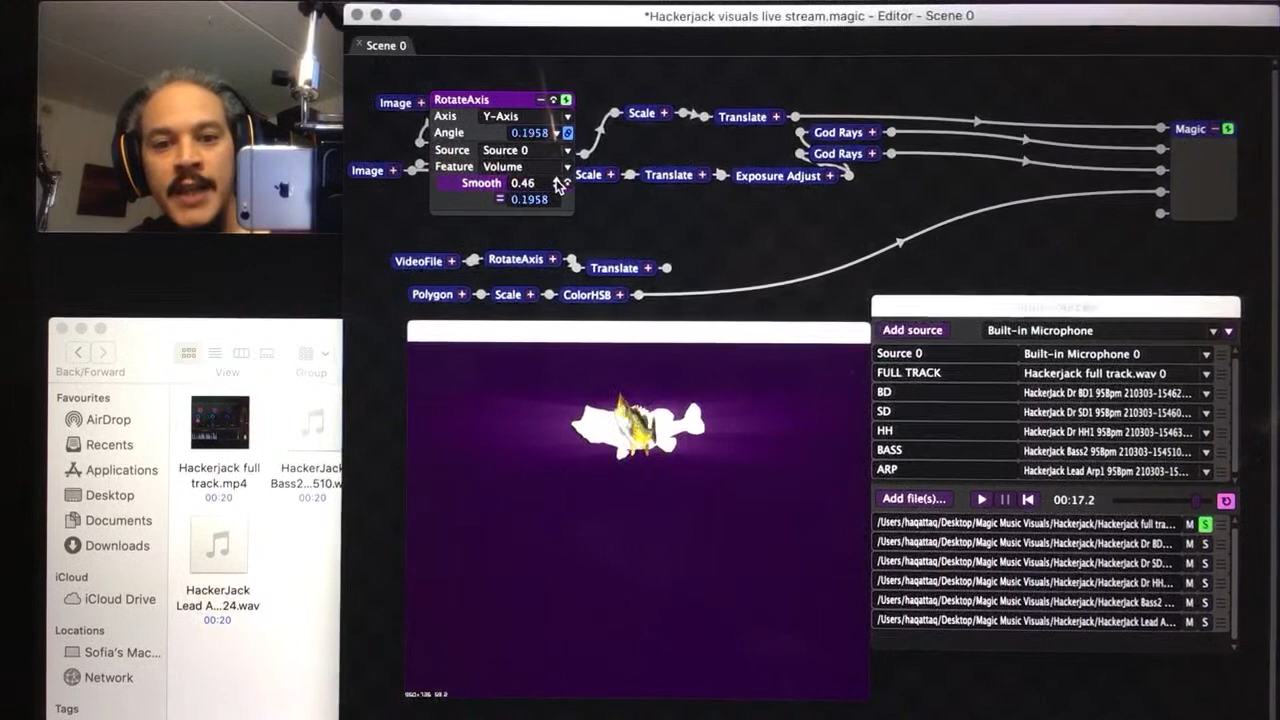 *Hackerjack visuals live stream.magic - Editor - Scene 0
× Scene 0
Image +
RotateAxis
Axis Y-Axis
Angle 0.1958
Source Source 0
Feature Volume
Smooth 0.46
= 0.1958
Image +
Scale +
Translate +
God Rays +
God Rays +
Magic
Scale +
Translate +
Exposure Adjust +
VideoFile +
RotateAxis +
Translate +
Polygon +
Scale +
ColorHSB +
Back/Forward
View
Group
Favourites
AirDrop
Recents
Applications
Desktop
Documents
Downloads
iCloud
iCloud Drive
Locations
Sofia's Mac...
Network
Tags
Hackerjack full
track.mp4
00:20
HackerJack
Bass2...510.w
00:20
HackerJack
Lead A...24.wav
00:20
Add source Built-in Microphone
Source 0 Built-in Microphone 0
FULL TRACK Hackerjack full track.wav 0
BD HackerJack Dr BD1 95Bpm 210303-15462...
SD HackerJack Dr SD1 95Bpm 210303-15460...
HH HackerJack Dr HH1 95Bpm 210303-15463...
BASS HackerJack Bass2 95Bpm 210303-154510...
ARP HackerJack Lead Arp1 95Bpm 210303-15...
Add file(s)... 00:17.2
/Users/haqattaq/Desktop/Magic Music Visuals/Hackerjack/Hackerjack full tra... M S
/Users/haqattaq/Desktop/Magic Music Visuals/Hackerjack/HackerJack Dr BD... M S
/Users/haqattaq/Desktop/Magic Music Visuals/Hackerjack/HackerJack Dr SD... M S
/Users/haqattaq/Desktop/Magic Music Visuals/Hackerjack/HackerJack Dr HH... M S
/Users/haqattaq/Desktop/Magic Music Visuals/Hackerjack/HackerJack Bass2 ... M S
/Users/haqattaq/Desktop/Magic Music Visuals/Hackerjack/HackerJack Lead A... M S